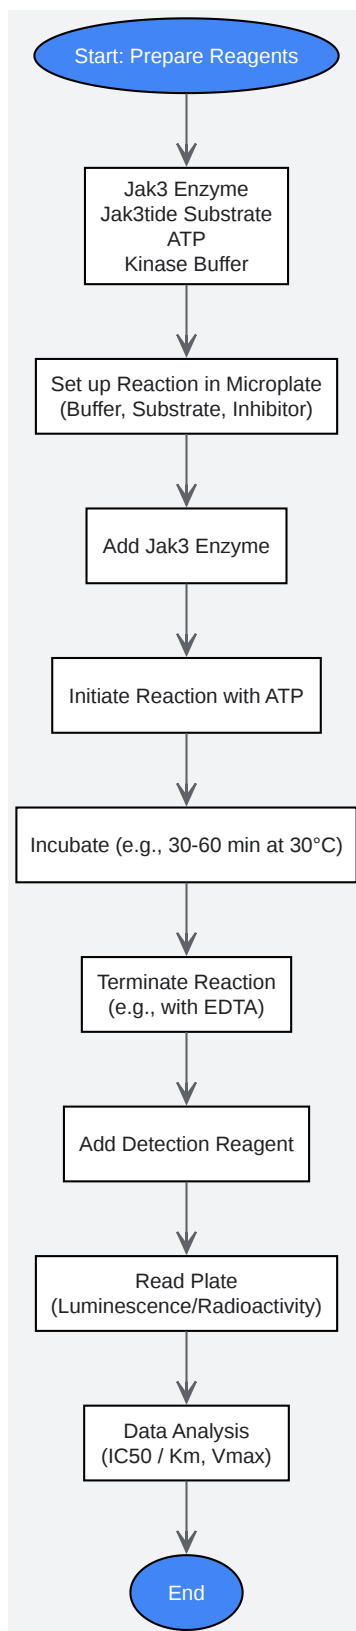 Start: Prepare Reagents
Jak3 Enzyme
Jak3tide Substrate
ATP
Kinase Buffer
Set up Reaction in Microplate
(Buffer, Substrate, Inhibitor)
Add Jak3 Enzyme
Initiate Reaction with ATP
Incubate (e.g., 30-60 min at 30°C)
Terminate Reaction
(e.g., with EDTA)
Add Detection Reagent
Read Plate
(Luminescence/Radioactivity)
Data Analysis
(IC50 / Km, Vmax)
End